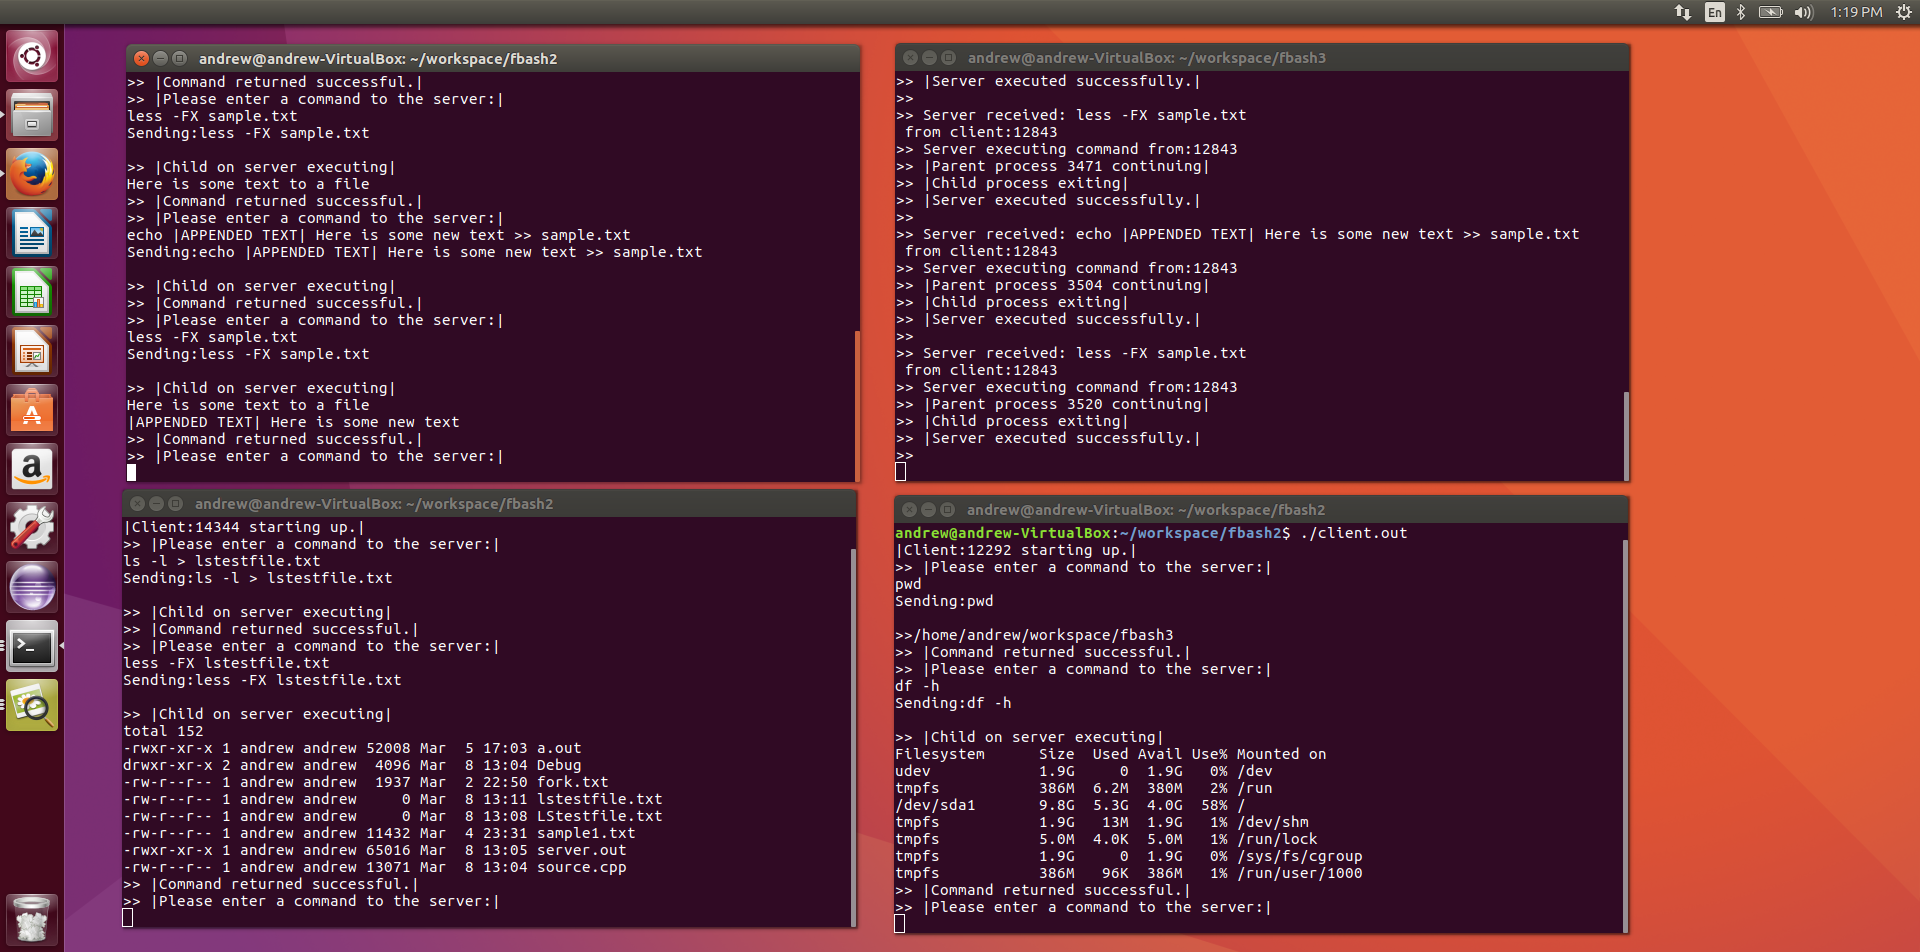 En
1:19 PM
andrew@andrew-VirtualBox: ~/workspace/fbash2
>> |Command returned successful.|
>> |Please enter a command to the server:|
less -FX sample.txt
Sending:less -FX sample.txt
>> |Child on server executing|
Here is some text to a file
>> |Command returned successful.|
>> |Please enter a command to the server:|
echo |APPENDED TEXT| Here is some new text >> sample.txt
Sending:echo |APPENDED TEXT| Here is some new text >> sample.txt
>> |Child on server executing|
>> |Command returned successful.|
>> |Please enter a command to the server:|
less -FX sample.txt
Sending:less -FX sample.txt
>> |Child on server executing|
Here is some text to a file
|APPENDED TEXT| Here is some new text
>> |Command returned successful.|
>> |Please enter a command to the server:|
andrew@andrew-VirtualBox: ~/workspace/fbash3
>> |Server executed successfully.|
>>
>> Server received: less -FX sample.txt
from client:12843
>> Server executing command from:12843
>> |Parent process 3471 continuing|
>> |Child process exiting|
>> |Server executed successfully.|
>>
>> Server received: echo |APPENDED TEXT| Here is some new text >> sample.txt
from client:12843
>> Server executing command from:12843
>> |Parent process 3504 continuing|
>> |Child process exiting|
>> |Server executed successfully.|
>>
>> Server received: less -FX sample.txt
from client:12843
>> Server executing command from:12843
>> |Parent process 3520 continuing|
>> |Child process exiting|
>> |Server executed successfully.|
>>
andrew@andrew-VirtualBox: ~/workspace/fbash2
|Client:14344 starting up.|
>> |Please enter a command to the server:|
ls -l > lstestfile.txt
Sending:ls -l > lstestfile.txt
>> |Child on server executing|
>> |Command returned successful.|
>> |Please enter a command to the server:|
less -FX lstestfile.txt
Sending:less -FX lstestfile.txt
>> |Child on server executing|
total 152
-rwxr-xr-x 1 andrew andrew 52008 Mar  5 17:03 a.out
drwxr-xr-x 2 andrew andrew  4096 Mar  8 13:04 Debug
-rw-r--r-- 1 andrew andrew  1937 Mar  2 22:50 fork.txt
-rw-r--r-- 1 andrew andrew     0 Mar  8 13:11 lstestfile.txt
-rw-r--r-- 1 andrew andrew     0 Mar  8 13:08 LStestfile.txt
-rw-r--r-- 1 andrew andrew 11432 Mar  4 23:31 sample1.txt
-rwxr-xr-x 1 andrew andrew 65016 Mar  8 13:05 server.out
-rw-r--r-- 1 andrew andrew 13071 Mar  8 13:04 source.cpp
>> |Command returned successful.|
>> |Please enter a command to the server:|
andrew@andrew-VirtualBox: ~/workspace/fbash2
andrew@andrew-VirtualBox:~/workspace/fbash2$ ./client.out
|Client:12292 starting up.|
>> |Please enter a command to the server:|
pwd
Sending:pwd
>>/home/andrew/workspace/fbash3
>> |Command returned successful.|
>> |Please enter a command to the server:|
df -h
Sending:df -h
>> |Child on server executing|
Filesystem      Size  Used Avail Use% Mounted on
udev            1.9G     0  1.9G   0% /dev
tmpfs           386M  6.2M  380M   2% /run
/dev/sda1       9.8G  5.3G  4.0G  58% /
tmpfs           1.9G   13M  1.9G   1% /dev/shm
tmpfs           5.0M  4.0K  5.0M   1% /run/lock
tmpfs           1.9G     0  1.9G   0% /sys/fs/cgroup
tmpfs           386M   96K  386M   1% /run/user/1000
>> |Command returned successful.|
>> |Please enter a command to the server:|